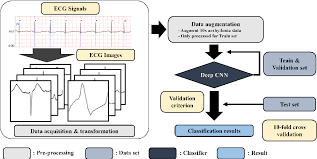 ECG Signals
ECG Images
Data acquisition & transformation
Data augmentation
- Augment 10x arrhythmia data
- Only processed for Train set
Deep CNN
Train &
Validation set
Validation
criterion
Test set
Classification results
10-fold cross
validation
: Pre-processing
: Data set
: Classifier
: Result